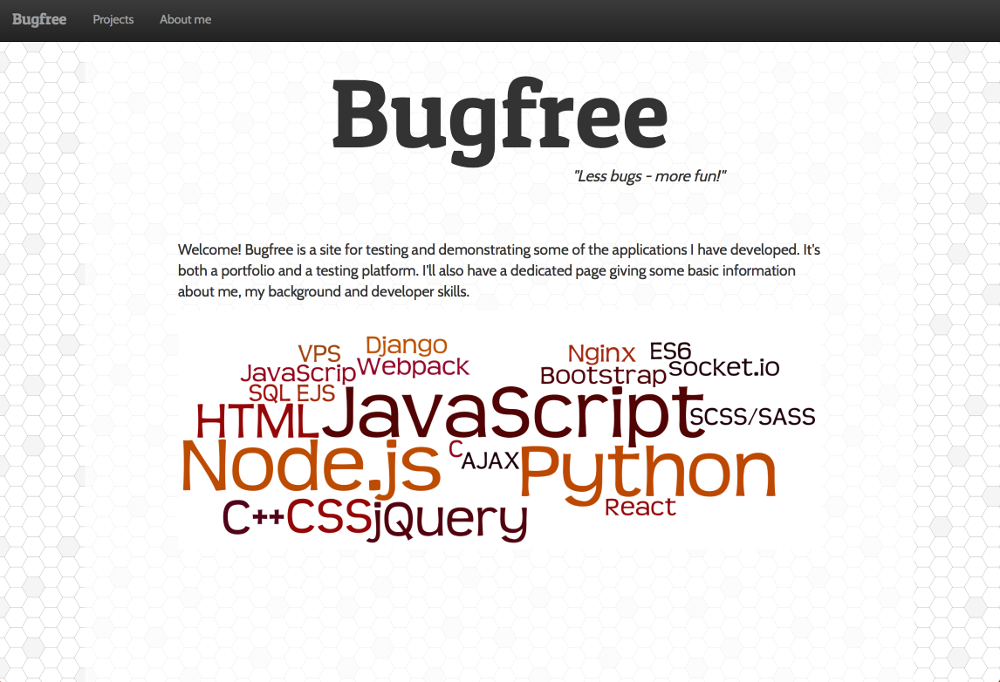 Bugfree Projects About me
Bugfree
"Less bugs - more fun!"
Welcome! Bugfree is a site for testing and demonstrating some of the applications I have developed. It's
both a portfolio and a testing platform. I'll also have a dedicated page giving some basic information
about me, my background and developer skills.
VPS Django Nginx ES6
JavaScrip Webpack Bootstrap socket.io
SQL EJS
HTML JavaScript SCSS/SASS
Node.js C AJAX Python
C++ CSS jQuery React